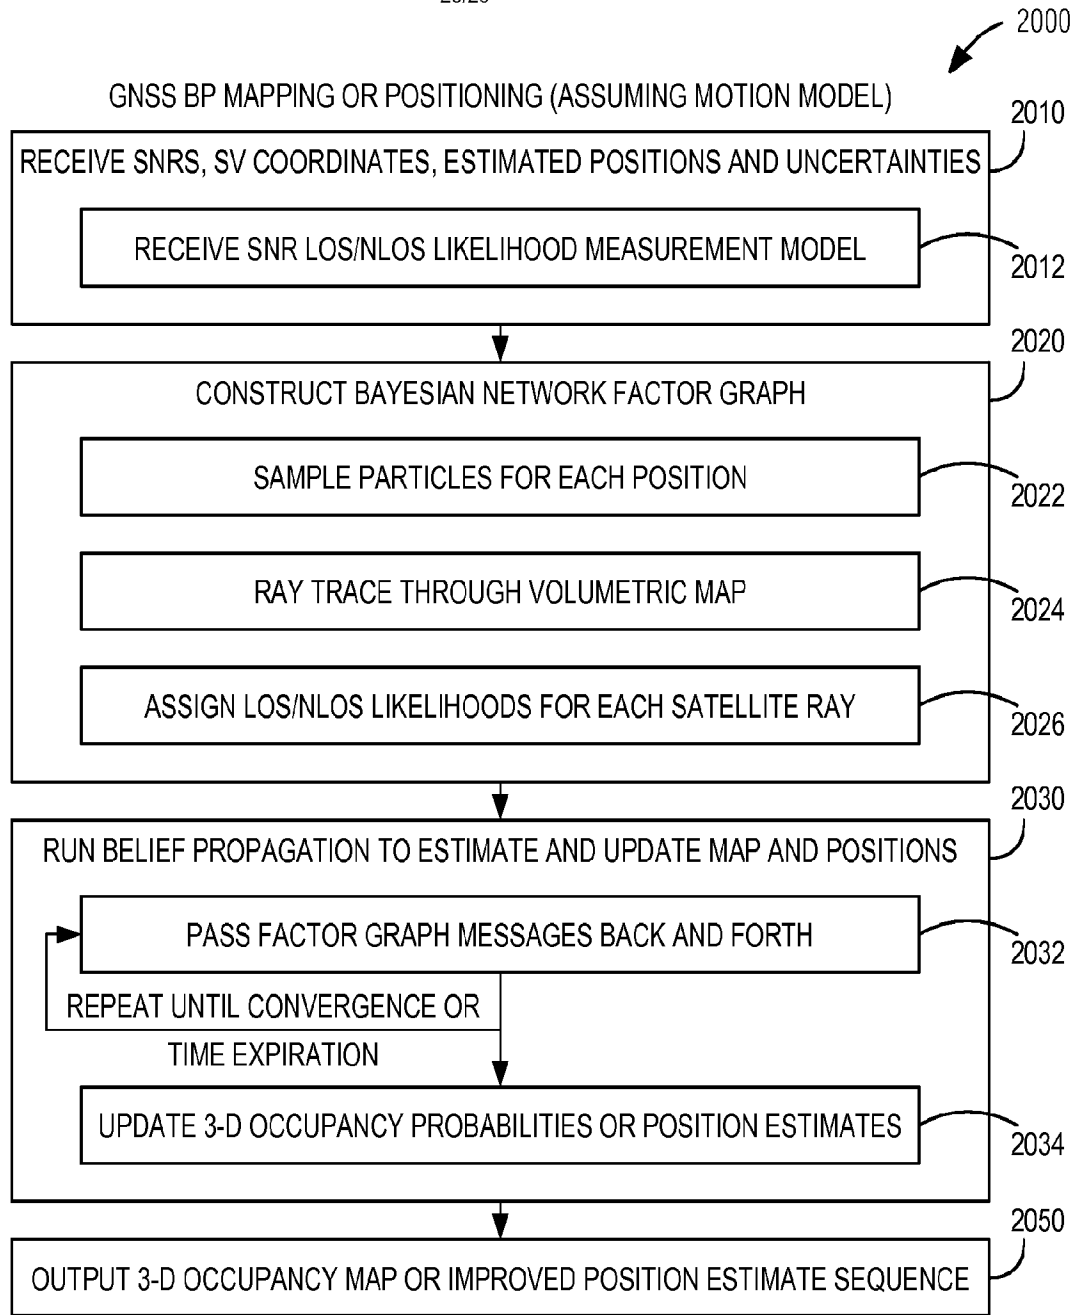 2000
GNSS BP MAPPING OR POSITIONING (ASSUMING MOTION MODEL)
2010
RECEIVE SNRS, SV COORDINATES, ESTIMATED POSITIONS AND UNCERTAINTIES
RECEIVE SNR LOS/NLOS LIKELIHOOD MEASUREMENT MODEL
2012
2020
CONSTRUCT BAYESIAN NETWORK FACTOR GRAPH
SAMPLE PARTICLES FOR EACH POSITION
2022
RAY TRACE THROUGH VOLUMETRIC MAP
2024
ASSIGN LOS/NLOS LIKELIHOODS FOR EACH SATELLITE RAY
2026
2030
RUN BELIEF PROPAGATION TO ESTIMATE AND UPDATE MAP AND POSITIONS
PASS FACTOR GRAPH MESSAGES BACK AND FORTH
2032
REPEAT UNTIL CONVERGENCE OR
TIME EXPIRATION
UPDATE 3-D OCCUPANCY PROBABILITIES OR POSITION ESTIMATES
2034
2050
OUTPUT 3-D OCCUPANCY MAP OR IMPROVED POSITION ESTIMATE SEQUENCE